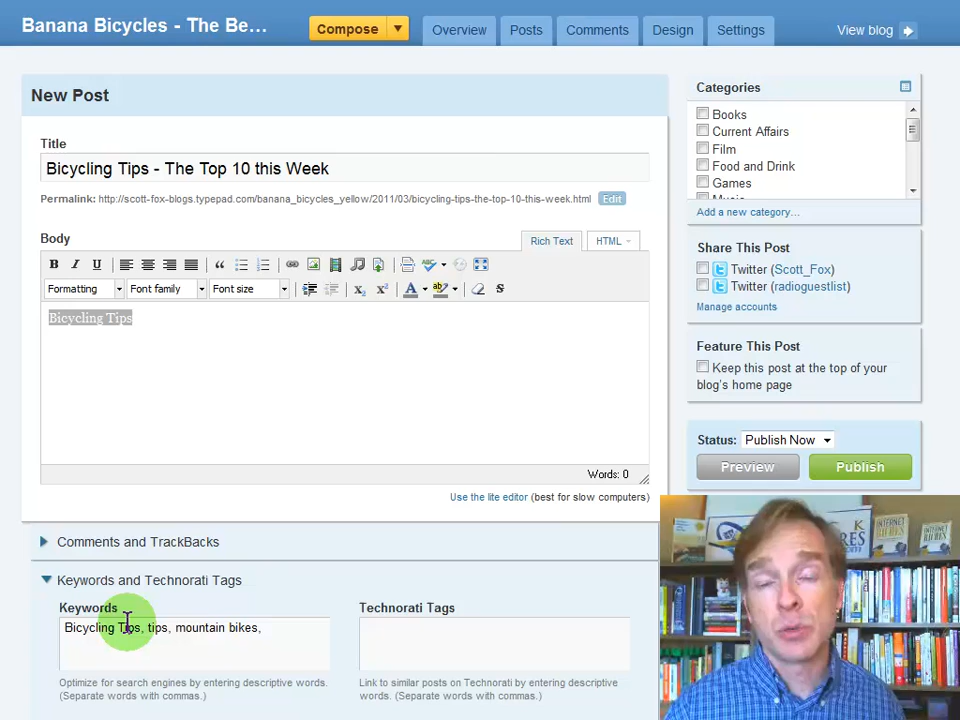 Banana Bicycles - The Be...
Compose
Overview
Posts
Comments
Design
Settings
View blog
New Post
Title
Bicycling Tips - The Top 10 this Week
Permalink: http://scott-fox-blogs.typepad.com/banana_bicycles_yellow/2011/03/bicycling-tips-the-top-10-this-week.html Edit
Body
Rich Text
HTML
B I U
ABC
Formatting
Font family
Font size
X₂ X² A ab S
Bicycling Tips
Words: 0
Use the lite editor (best for slow computers)
Comments and TrackBacks
Keywords and Technorati Tags
Keywords
Bicycling Tips, tips, mountain bikes,
Optimize for search engines by entering descriptive words.
(Separate words with commas.)
Technorati Tags
Link to similar posts on Technorati by entering descriptive
words. (Separate words with commas.)
Categories
Books
Current Affairs
Film
Food and Drink
Games
Add a new category...
Share This Post
Twitter (Scott_Fox)
Twitter (radioguestlist)
Manage accounts
Feature This Post
Keep this post at the top of your
blog's home page
Status: Publish Now
Preview
Publish
INTERNET
RICHES